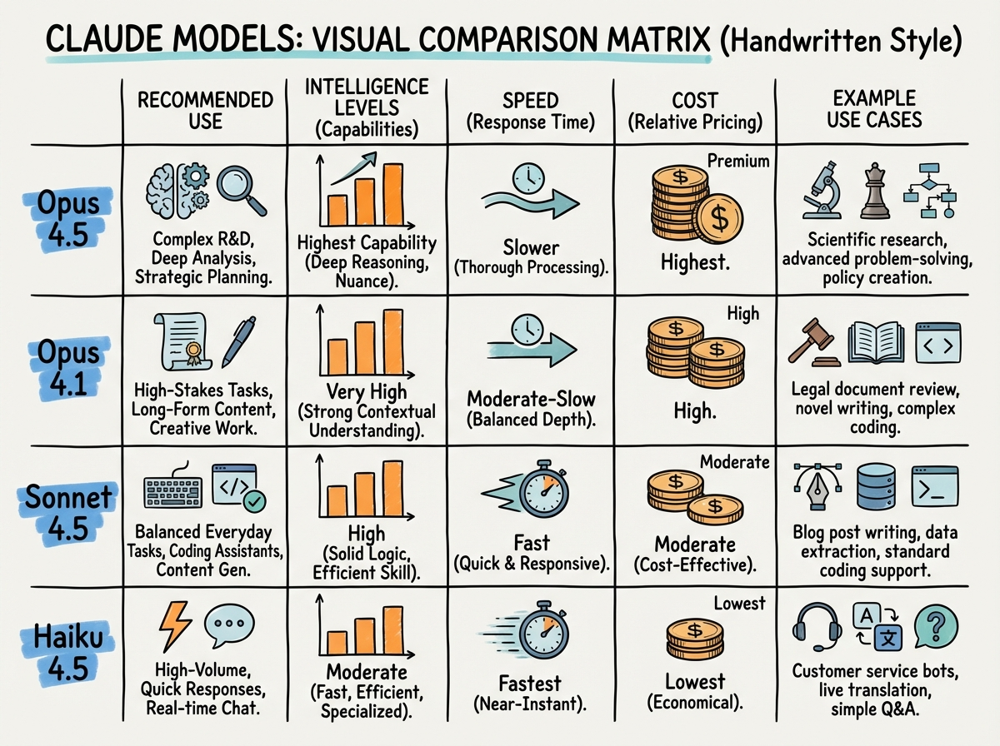 CLAUDE MODELS: VISUAL COMPARISON MATRIX (Handwritten Style)
RECOMMENDED
USE
INTELLIGENCE
LEVELS
(Capabilities)
SPEED
(Response Time)
COST
(Relative Pricing)
EXAMPLE
USE CASES
Opus
4.5
Complex R&D,
Deep Analysis,
Strategic Planning.
Highest Capability
(Deep Reasoning,
Nuance).
Slower
(Thorough Processing).
Premium
$
$
Highest.
Scientific research,
advanced problem-solving,
policy creation.
Opus
4.1
High-Stakes Tasks,
Long-Form Content,
Creative Work.
Very High
(Strong Contextual
Understanding).
Moderate-Slow
(Balanced Depth).
High
$
$
High.
< >
Legal document review,
novel writing, complex
coding.
Sonnet
4.5
</>
Balanced Everyday
Tasks, Coding Assistants,
Content Gen.
High
(Solid Logic,
Efficient Skill).
Fast
(Quick & Responsive).
Moderate
$
$
Moderate
(Cost-Effective).
>_
Blog post writing, data
extraction, standard
coding support.
Haiku
4.5
High-Volume,
Quick Responses,
Real-time Chat.
Moderate
(Fast, Efficient,
Specialized).
Fastest
(Near-Instant).
Lowest
$
Lowest
(Economical).
A
文
?
Customer service bots,
live translation,
simple Q&A.